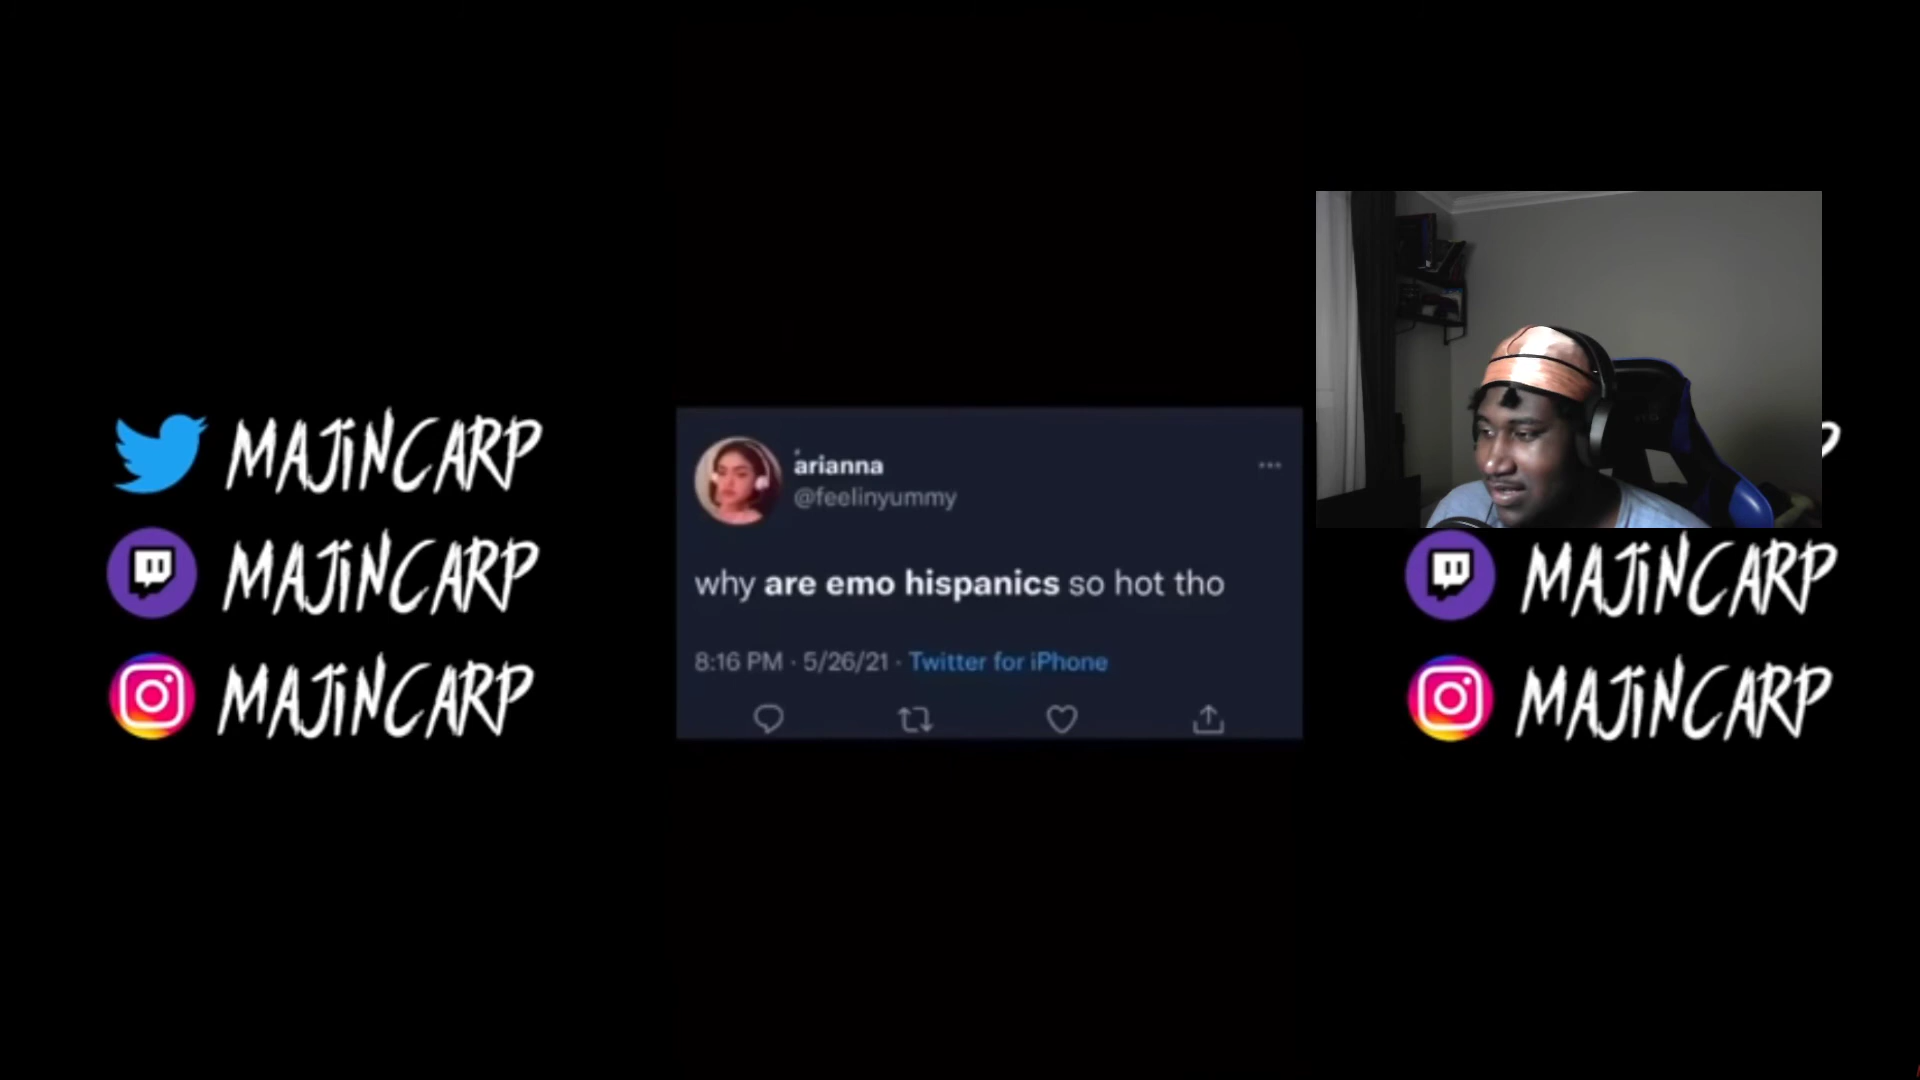 MAJiNCARP
MAJiNCARP
MAJiNCARP
arianna
@feelinyummy
why are emo hispanics so hot tho
8:16 PM · 5/26/21 · Twitter for iPhone
P
MAJiNCARP
MAJiNCARP